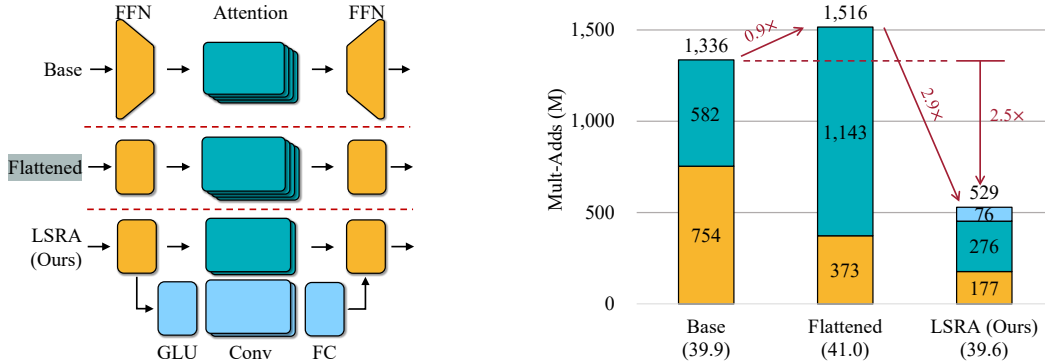 FFN
Attention
FFN
Base
Flattened
LSRA
(Ours)
GLU
Conv
FC
Mult-Adds (M)
1,500
1,000
500
0
1,336
582
754
0.9×
1,516
1,143
373
2.9×
2.5×
529
76
276
177
Base
(39.9)
Flattened
(41.0)
LSRA (Ours)
(39.6)